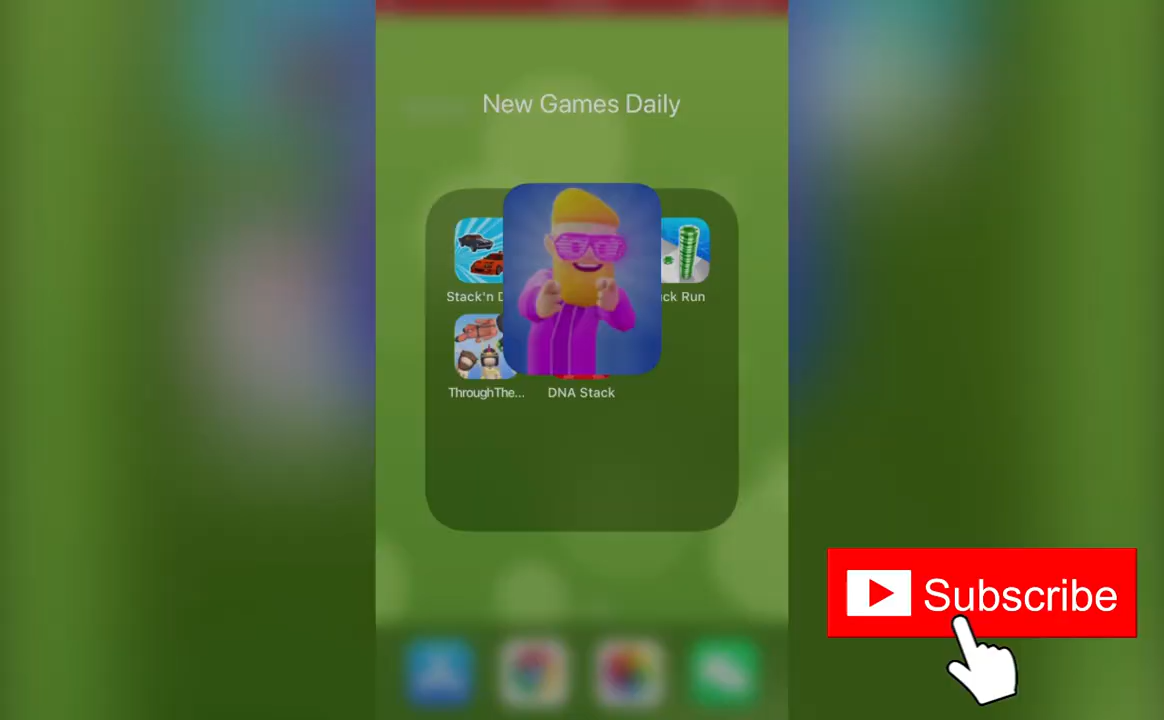 New Games Daily
Stack'n D
ck Run
ThroughThe...
DNA Stack
Subscribe